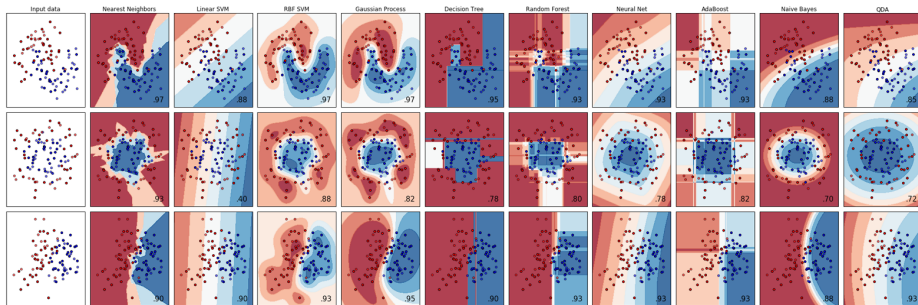 Input data
Nearest Neighbors
Linear SVM
RBF SVM
Gaussian Process
Decision Tree
Random Forest
Neural Net
AdaBoost
Naive Bayes
QDA
.97
.88
.97
.97
.95
.93
.93
.93
.88
.85
.93
.40
.88
.82
.78
.80
.78
.82
.70
.72
.90
.90
.93
.95
.90
.93
.90
.93
.88
.93